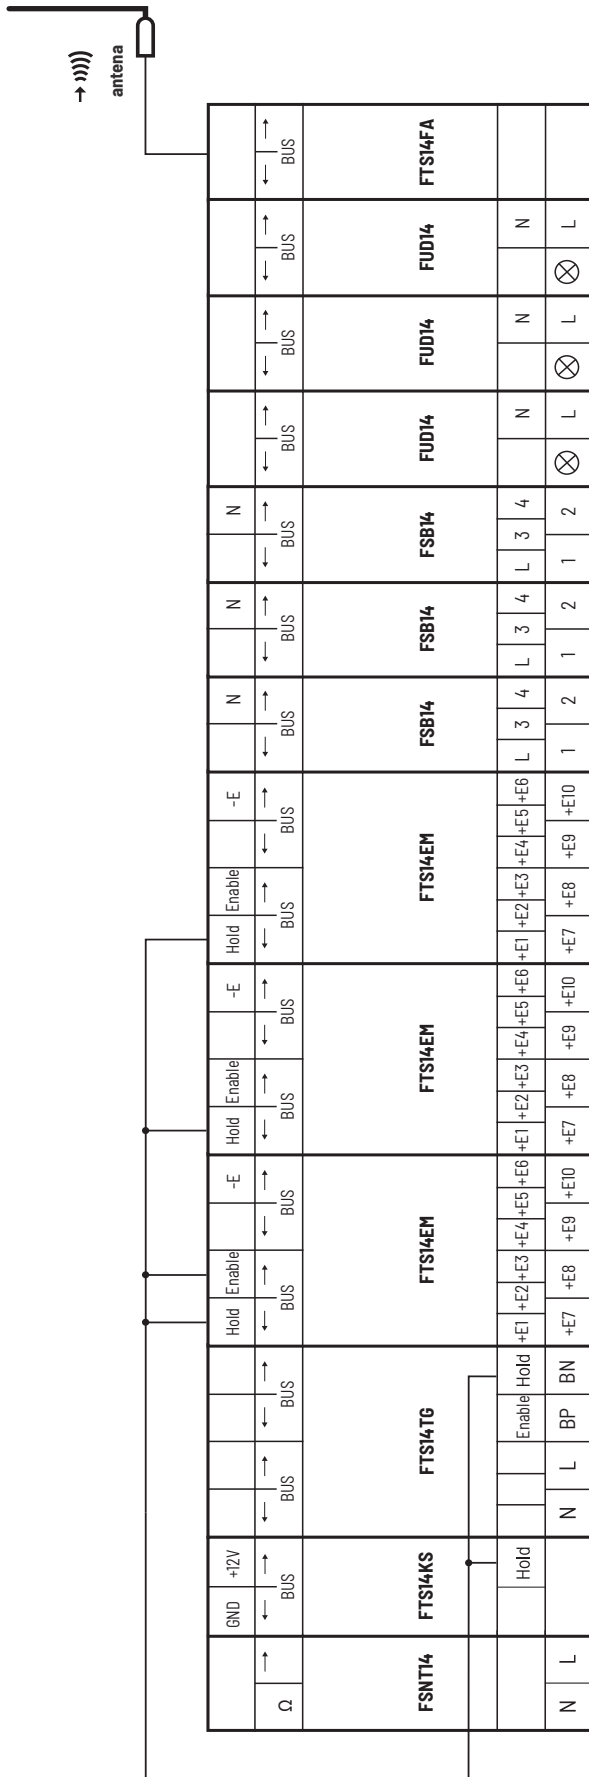 antena
GND +12V Hold Enable -E Hold Enable -E Hold Enable -E N N N
Ω BUS BUS BUS BUS BUS BUS BUS BUS BUS BUS BUS BUS BUS BUS BUS BUS
FSNT14 FTS14KS FTS14TG FTS14EM FTS14EM FTS14EM FSB14 FSB14 FSB14 FUD14 FUD14 FUD14 FTS14FA
Hold Enable Hold +E1 +E2 +E3 +E4 +E5 +E6 +E1 +E2 +E3 +E4 +E5 +E6 +E1 +E2 +E3 +E4 +E5 +E6 L 3 4 L 3 4 L 3 4 N N N
N L N L BP BN +E7 +E8 +E9 +E10 +E7 +E8 +E9 +E10 +E7 +E8 +E9 +E10 1 2 1 2 1 2 L L L